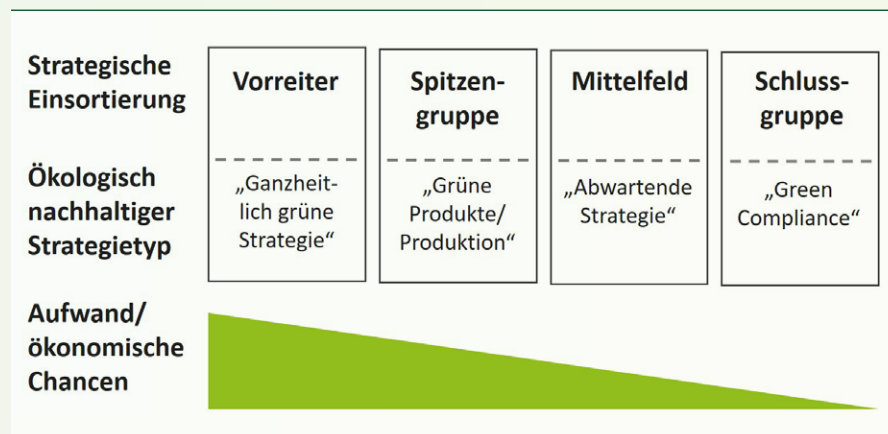 Strategische
Einsortierung
Vorreiter
Spitzen-
gruppe
Mittelfeld
Schluss-
gruppe
Ökologisch
nachhaltiger
Strategietyp
„Ganzheit-
lich grüne
Strategie“
„Grüne
Produkte/
Produktion“
„Abwartende
Strategie“
„Green
Compliance“
Aufwand/
ökonomische
Chancen